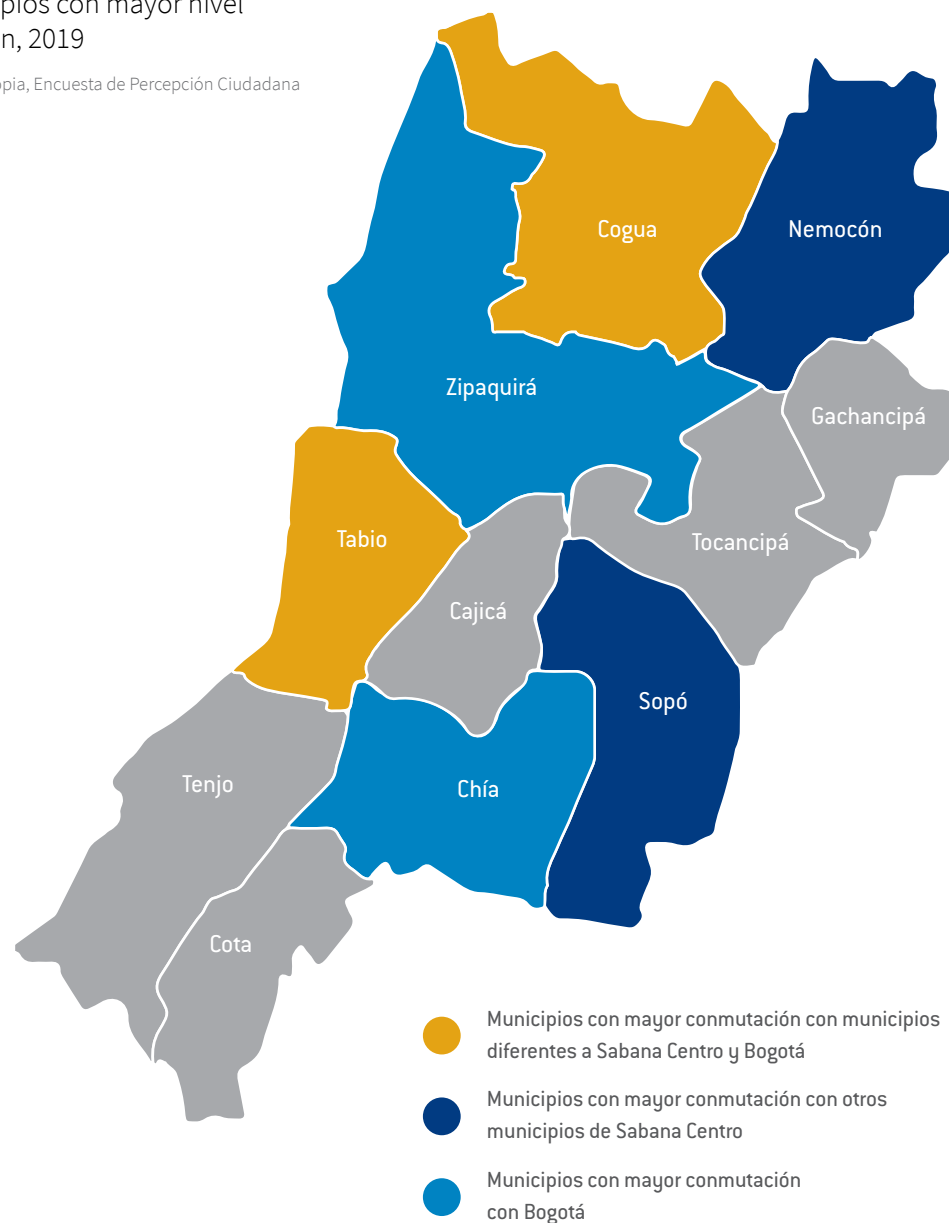 pios con mayor nivel
n, 2019
opia, Encuesta de Percepción Ciudadana
Cogua
Nemocón
Zipaquirá
Gachancipá
Tabio
Tocancipá
Cajicá
Sopó
Tenjo
Chía
Cota
Municipios con mayor conmutación con municipios
diferentes a Sabana Centro y Bogotá
Municipios con mayor conmutación con otros
municipios de Sabana Centro
Municipios con mayor conmutación
con Bogotá